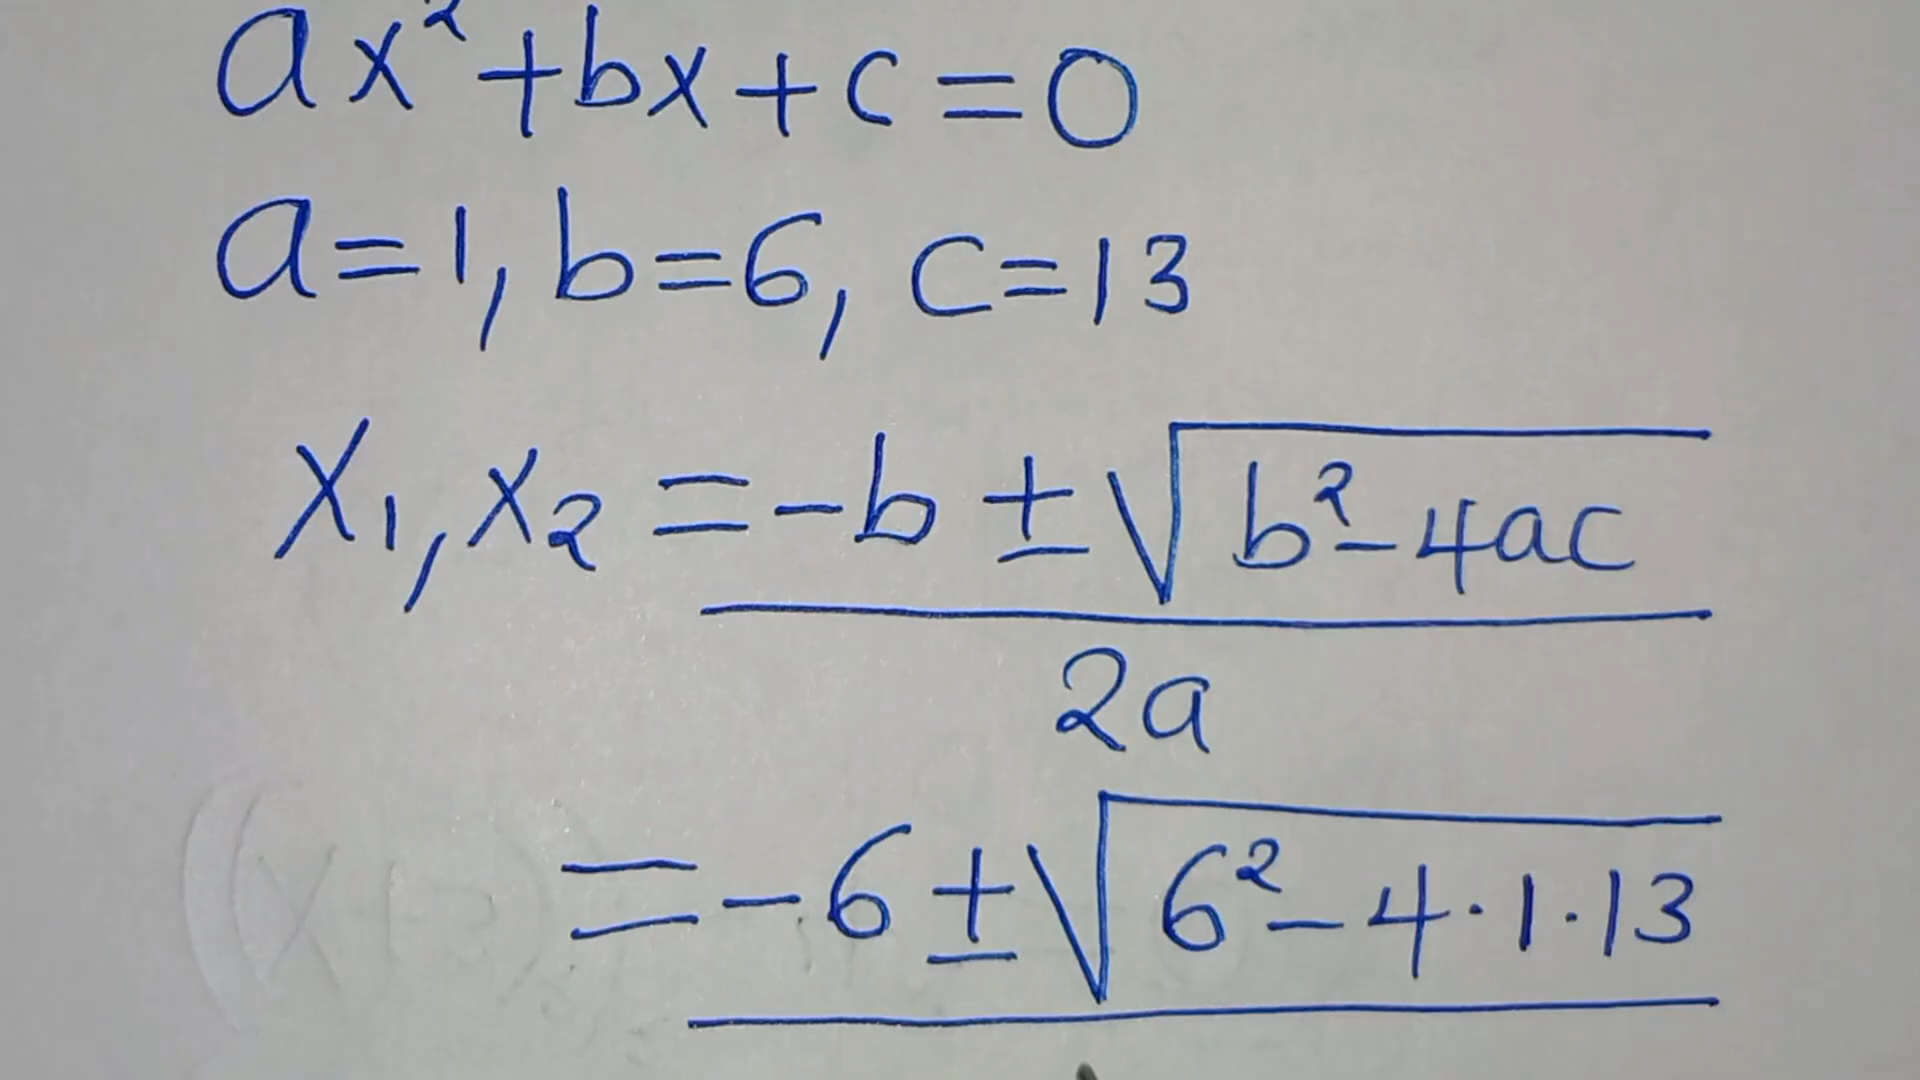 ax²+bx+c=0
a=1, b=6, c=13
x₁, x₂ = -b ± √b²-4ac
2a
= -6 ± √6²-4·1·13